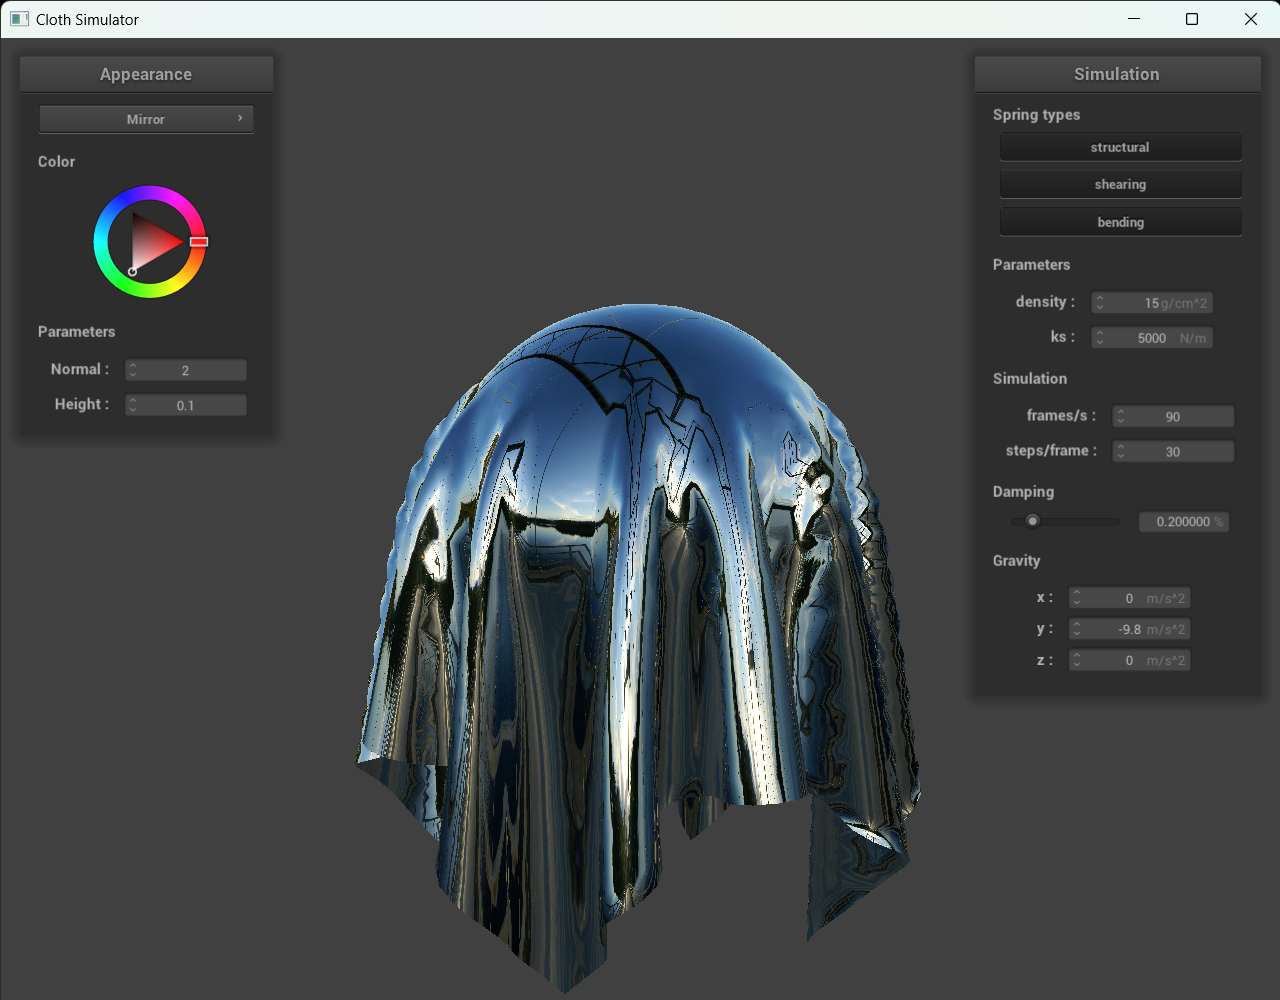 Cloth Simulator
Appearance
Mirror
Color
Parameters
Normal : 2
Height : 0.1
Simulation
Spring types
structural
shearing
bending
Parameters
density : 15 g/cm^2
ks : 5000 N/m
Simulation
frames/s : 90
steps/frame : 30
Damping
0.200000 %
Gravity
x : 0 m/s^2
y : -9.8 m/s^2
z : 0 m/s^2